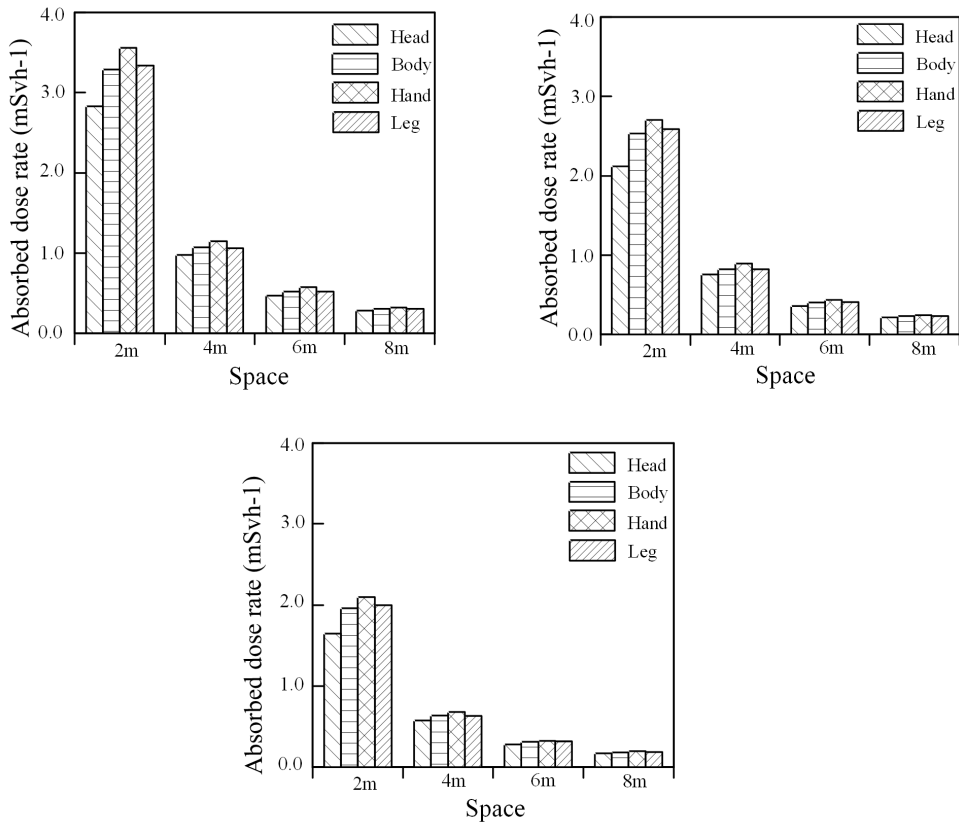 Absorbed dose rate (mSvh-1)
4.0
3.0
2.0
1.0
0.0
Head
Body
Hand
Leg
2m
4m
6m
8m
Space
Absorbed dose rate (mSvh-1)
4.0
3.0
2.0
1.0
0.0
Head
Body
Hand
Leg
2m
4m
6m
8m
Space
Absorbed dose rate (mSvh-1)
4.0
3.0
2.0
1.0
0.0
Head
Body
Hand
Leg
2m
4m
6m
8m
Space